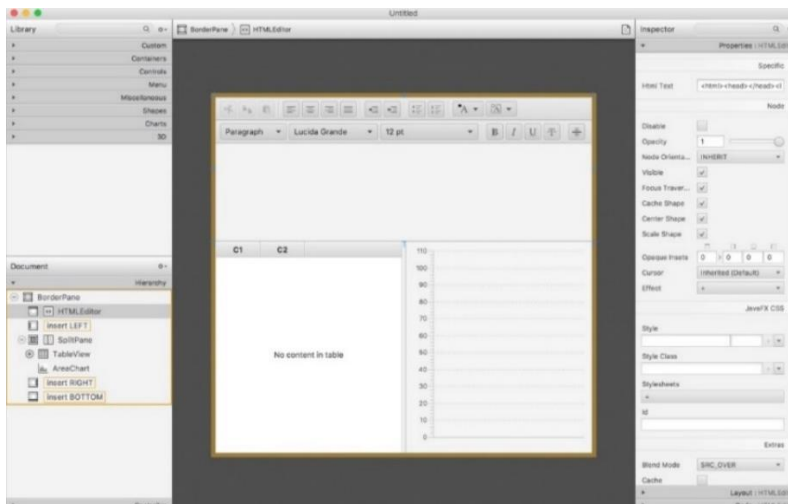 Untitled
Library
BorderPane
HTMLEditor
Inspector
Custom
Containers
Controls
Menu
Miscellaneous
Shapes
Charts
3D
Document
Hierarchy
BorderPane
HTMLEditor
insert LEFT
SplitPane
TableView
AreaChart
insert RIGHT
insert BOTTOM
Paragraph
Lucida Grande
12 pt
B I U
C1 C2
No content in table
110
100
90
80
70
60
50
40
30
20
10
0
Properties : HTMLEdi
Specific
Html Text <html><head></head><
Node
Disable
Opacity 1
Node Orienta... INHERIT
Visible
Focus Traver...
Cache Shape
Center Shape
Scale Shape
Opaque Insets 0 0 0 0
Cursor Inherited (Default)
Effect +
JavaFX CSS
Style
Style Class
Stylesheets
+
Id
Extras
Blend Mode SRC_OVER
Cache
Layout : HTMLEdi